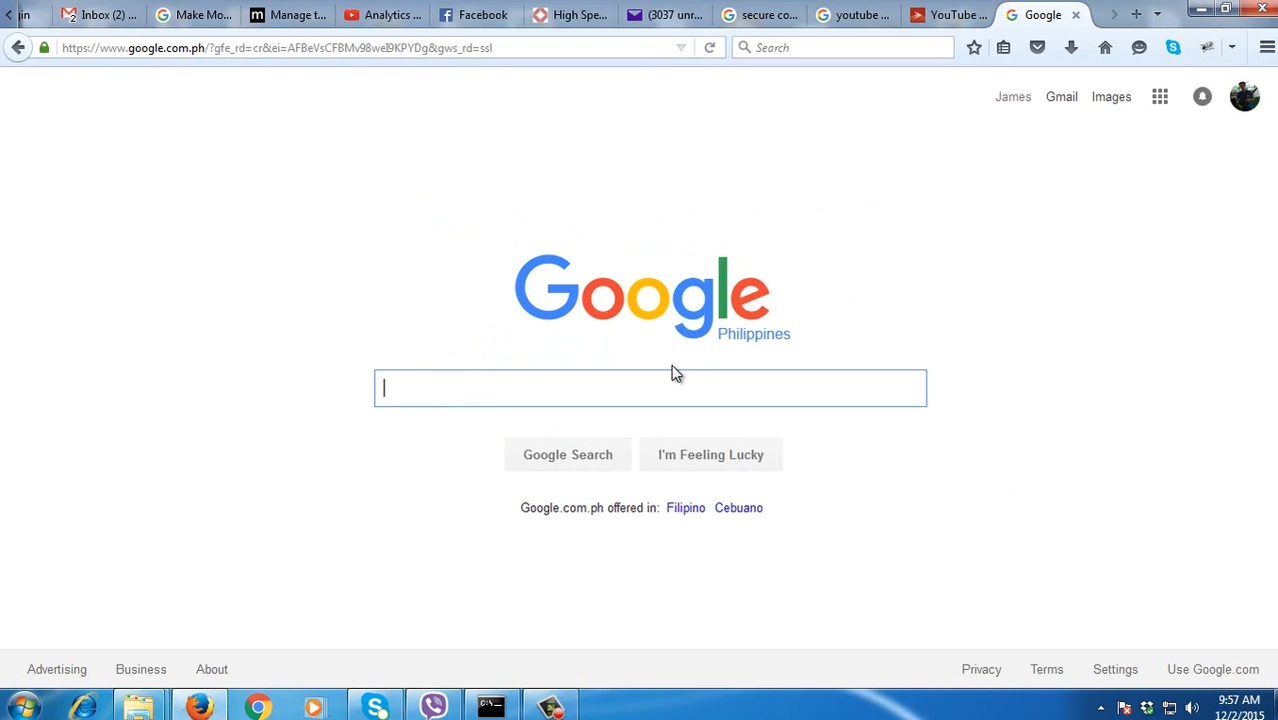 gin
Inbox (2) ...
Make Mo...
Manage t...
Analytics ...
Facebook
High Spe...
(3037 unr...
secure co...
youtube ...
YouTube ...
Google
https://www.google.com.ph/?gfe_rd=cr&ei=AFBeVsCFBMv98wel9KPYDg&gws_rd=ssl
Search
James Gmail Images
Google
Philippines
Google Search
I'm Feeling Lucky
Google.com.ph offered in: Filipino Cebuano
Advertising Business About
Privacy Terms Settings Use Google.com
9:57 AM
12/2/2015